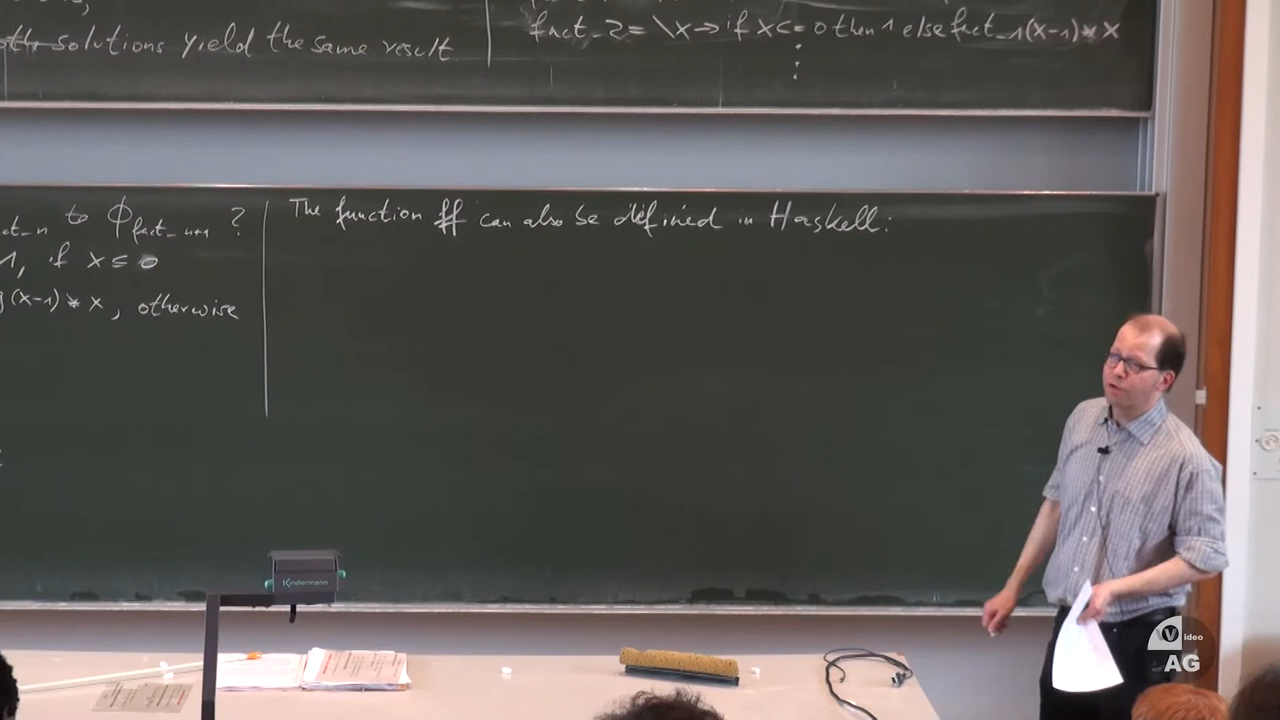 solutions yield the same result.
fact_2 = \x -> if x <= 0 then 1 else fact_1(x-1) * x
:
to ϕfact_n+1 ?
1, if x ≤ 0
(x-1) * x, otherwise
The function ff can also be defined in Haskell:
Kindermann
Video
AG